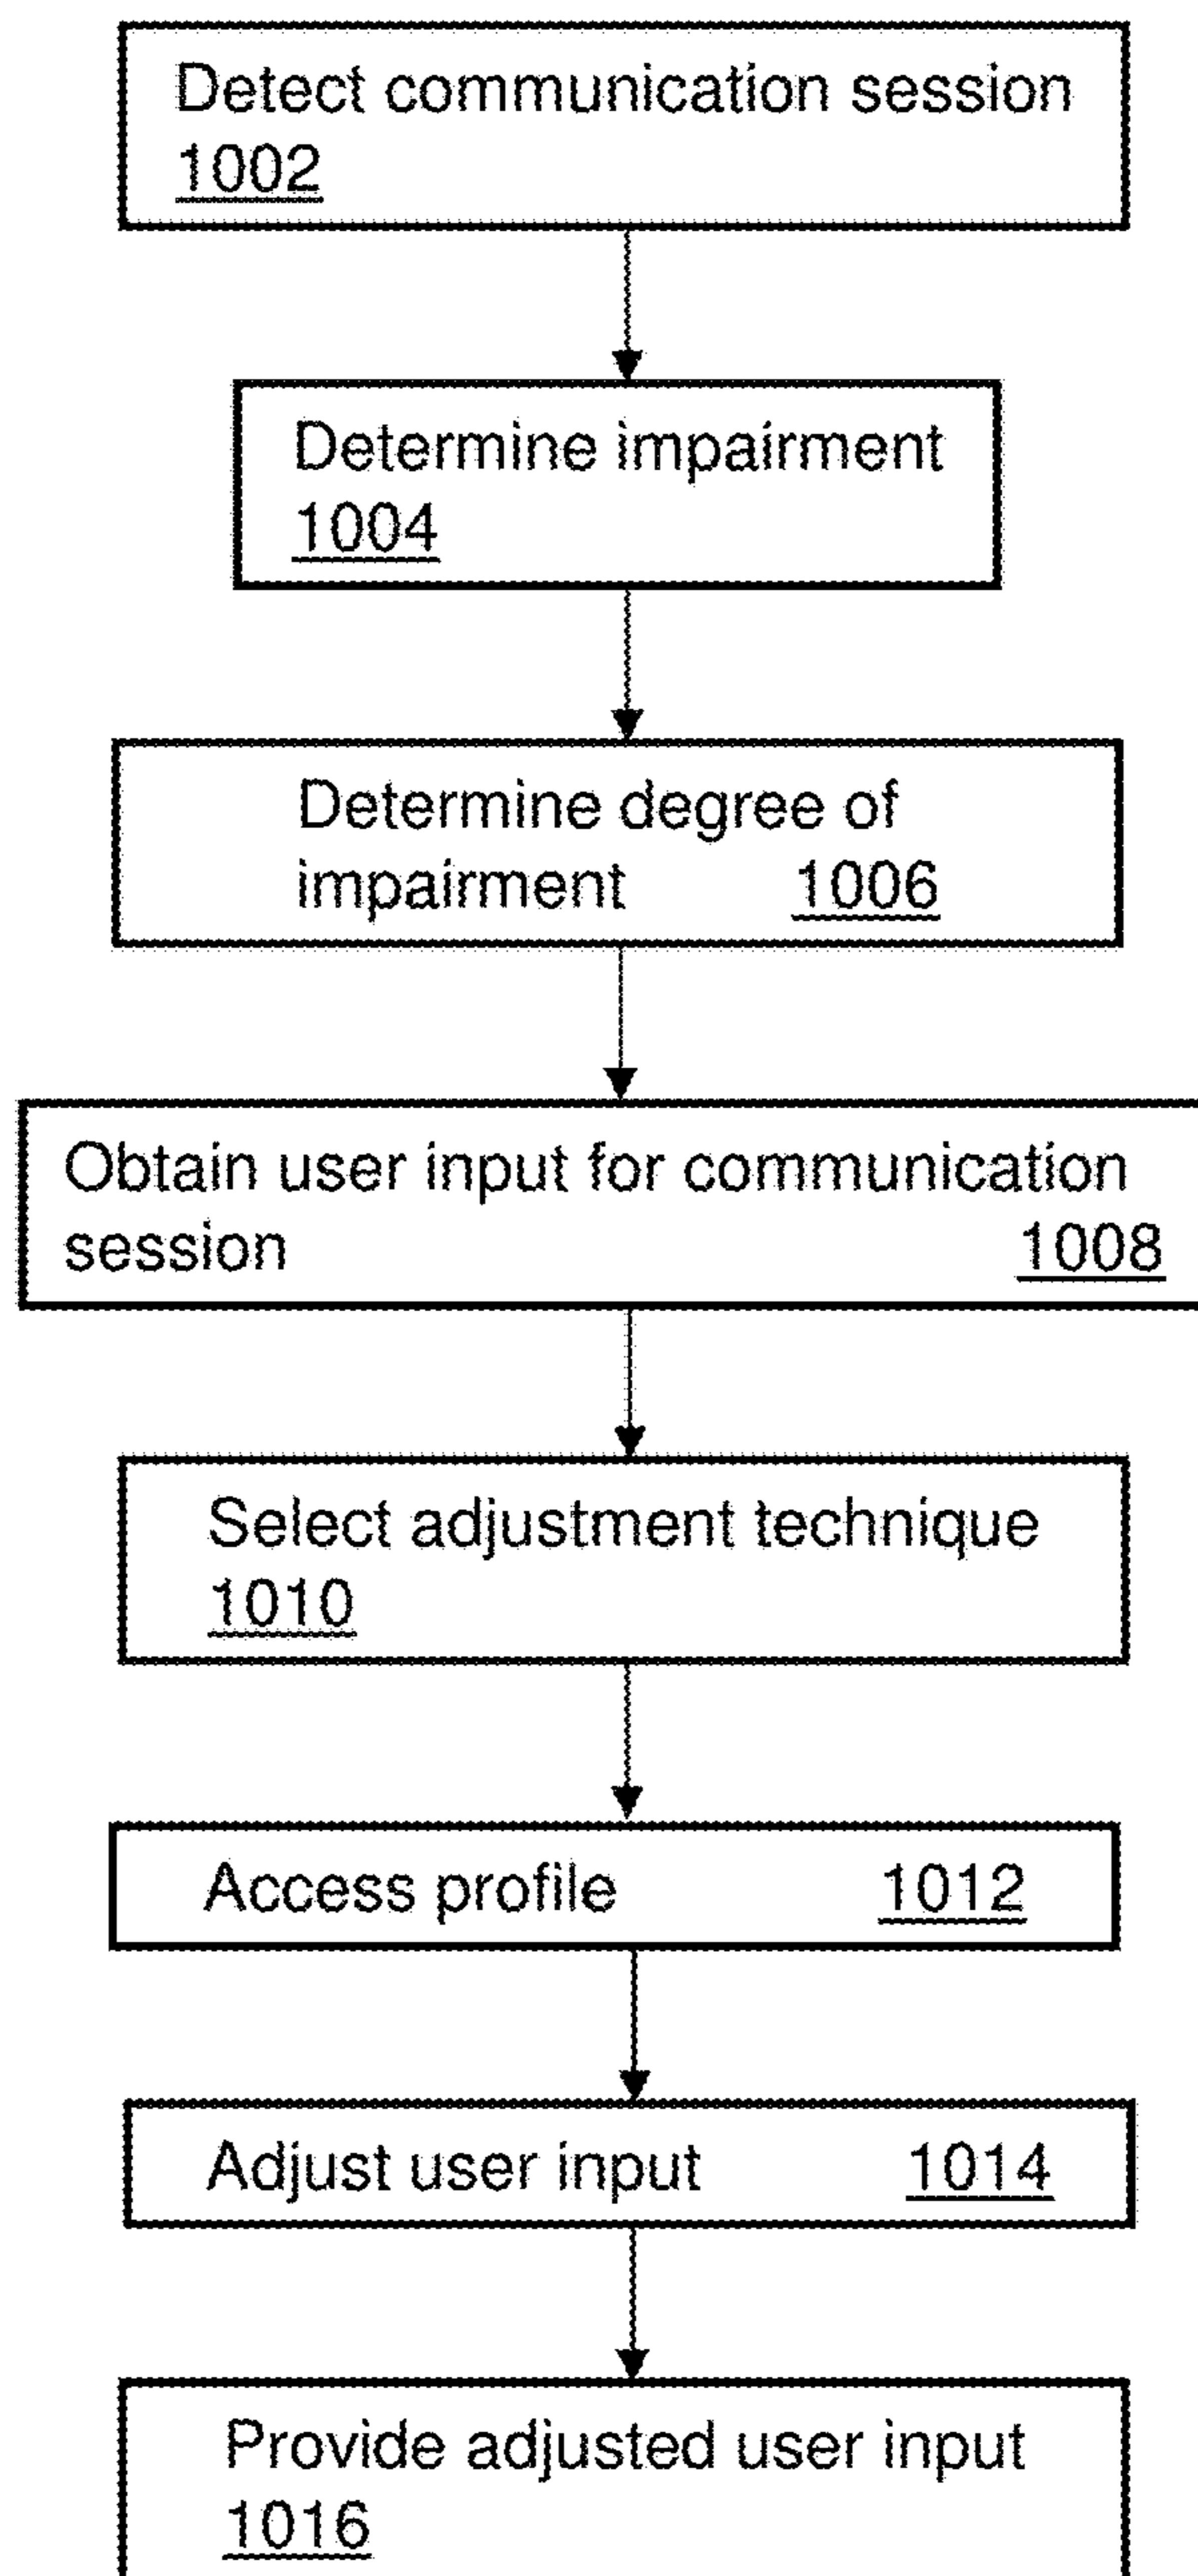 Detect communication session
1002
Determine impairment
1004
Determine degree of
impairment 1006
Obtain user input for communication
session 1008
Select adjustment technique
1010
Access profile 1012
Adjust user input 1014
Provide adjusted user input
1016